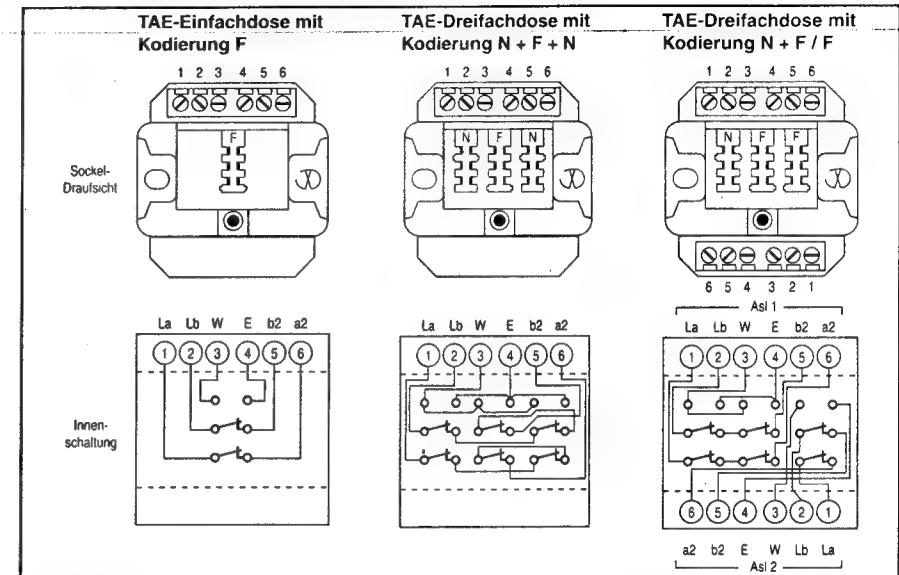 TAE-Einfachdose mit
Kodierung F
TAE-Dreifachdose mit
Kodierung N + F + N
TAE-Dreifachdose mit
Kodierung N + F / F
Sockel-
Draufsicht
1 2 3 4 5 6
F
1 2 3 4 5 6
N F N
1 2 3 4 5 6
N F F
6 5 4 3 2 1
Innen-
schaltung
La Lb W E b2 a2
1 2 3 4 5 6
La Lb W E b2 a2
1 2 3 4 5 6
Asl 1
La Lb W E b2 a2
1 2 3 4 5 6
6 5 4 3 2 1
a2 b2 E W Lb La
Asl 2